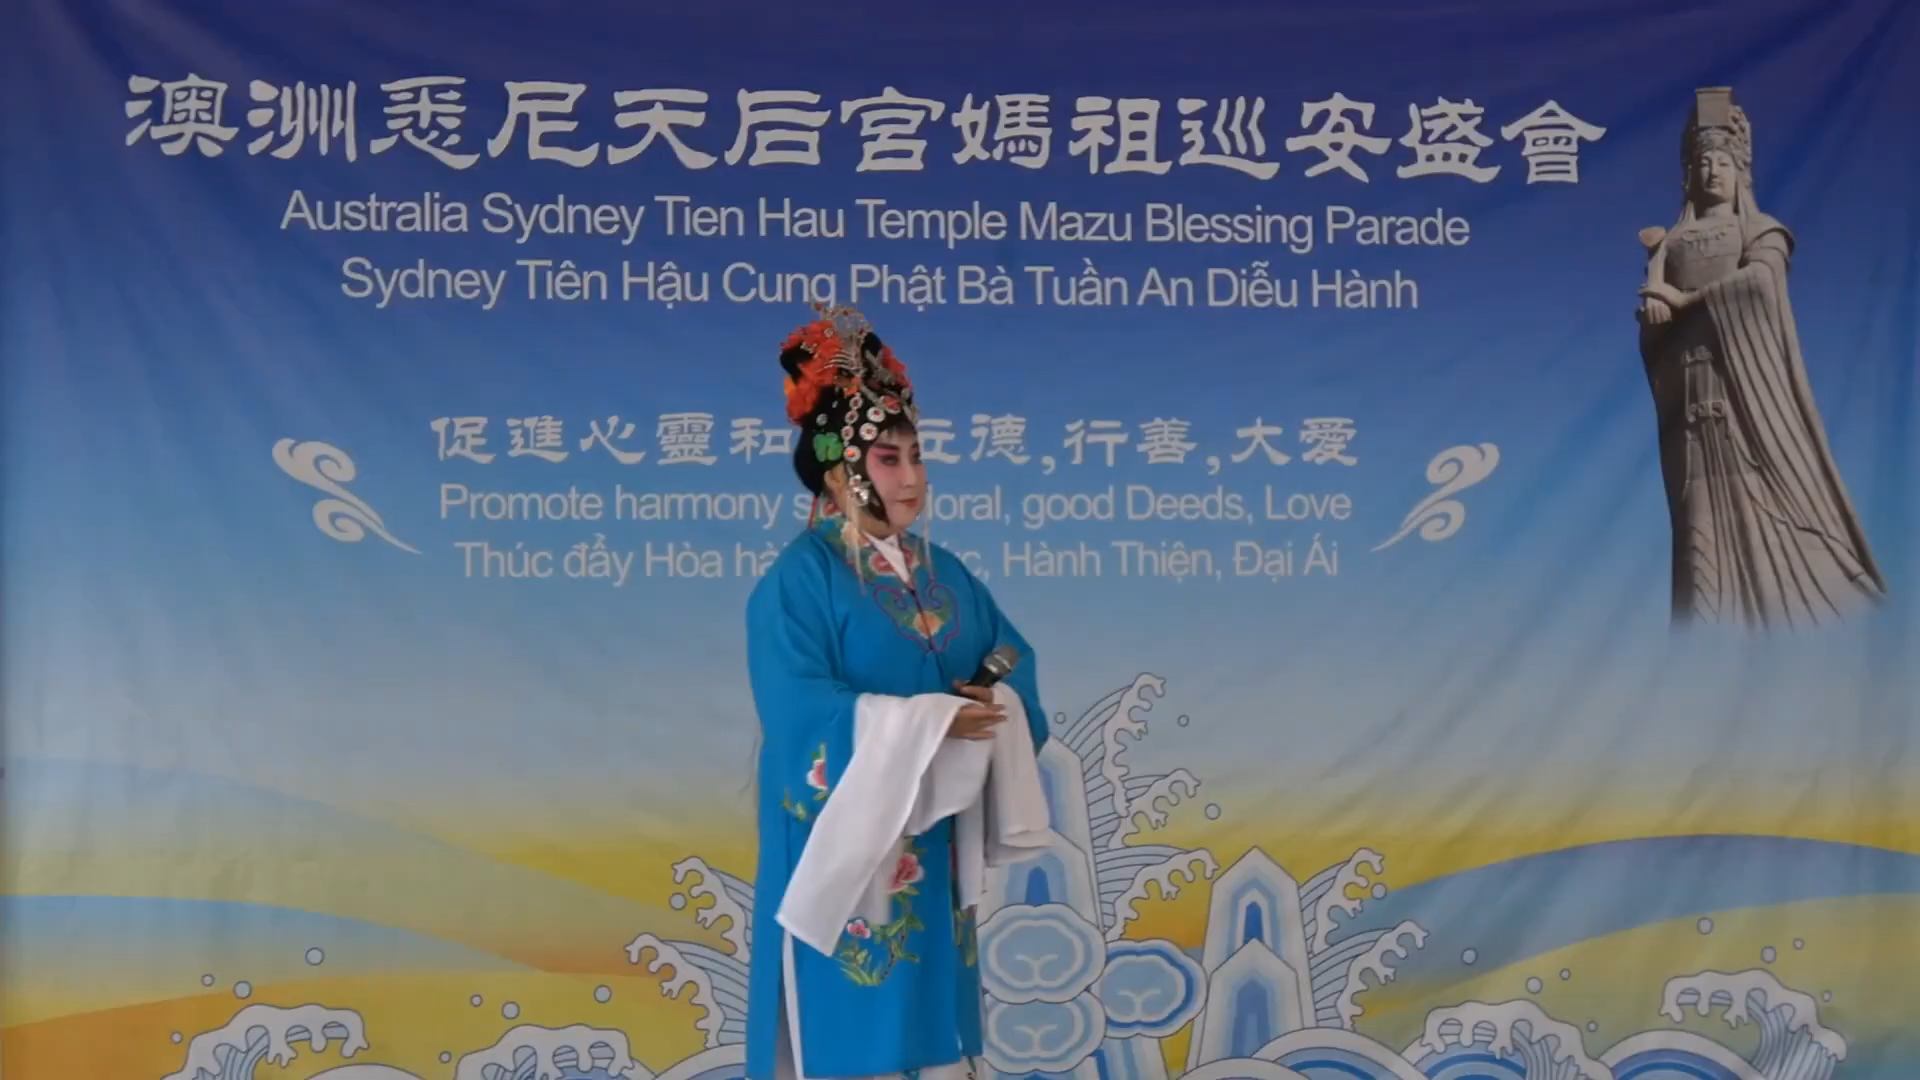 澳洲悉尼天后宮媽祖巡安盛會
Australia Sydney Tien Hau Temple Mazu Blessing Parade
Sydney Tiên Hậu Cung Phật Bà Tuần An Diễu Hành
促進心靈和 立德,行善,大愛
Promote harmony good Deeds, Love
Thúc đẩy Hòa Hành Thiện, Đại Ái